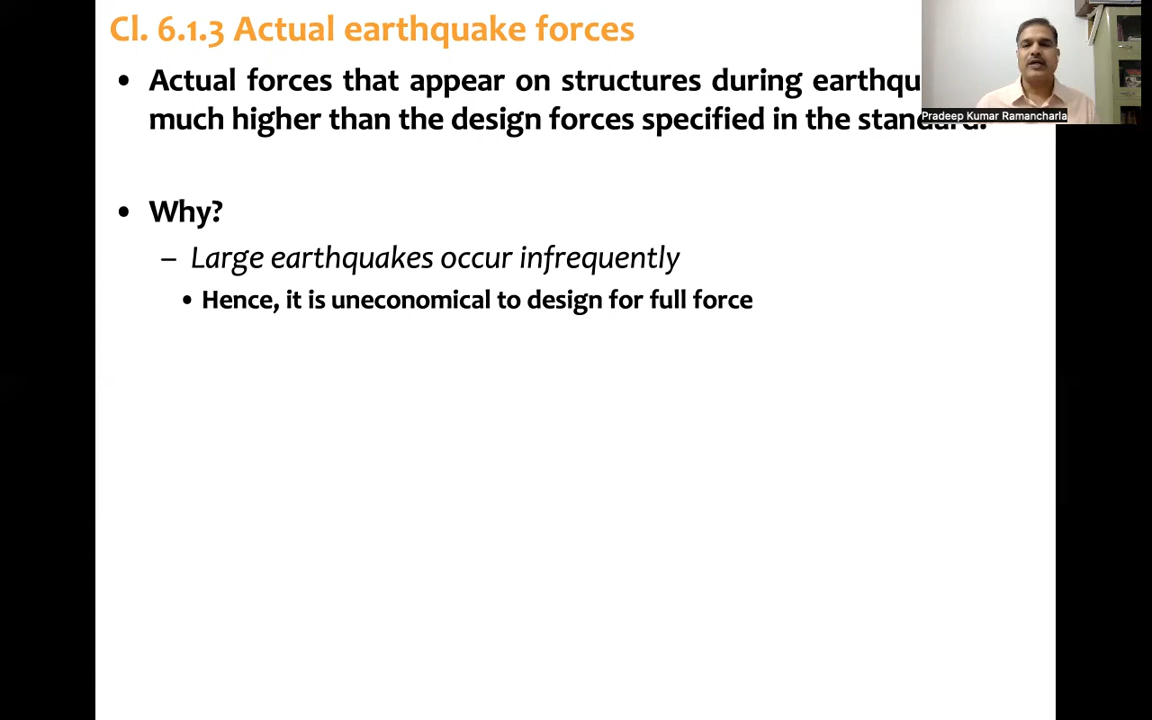 Cl. 6.1.3 Actual earthquake forces
• Actual forces that appear on structures during earthqu
much higher than the design forces specified in the standard.
Pradeep Kumar Ramancharla
• Why?
– Large earthquakes occur infrequently
• Hence, it is uneconomical to design for full force